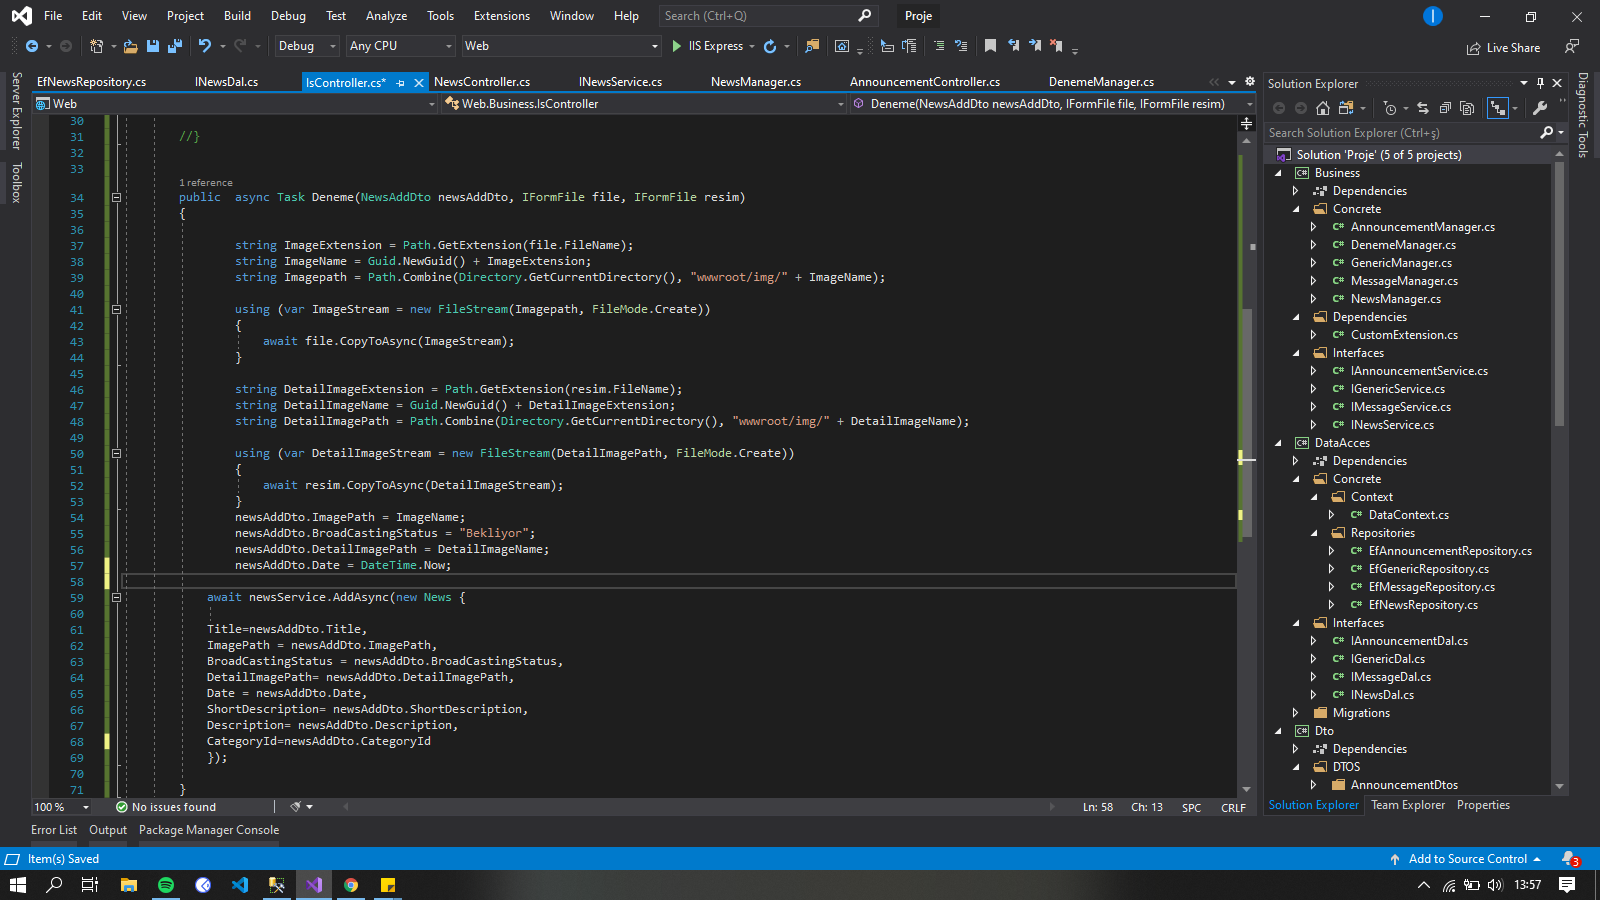 File Edit View Project Build Debug Test Analyze Tools Extensions Window Help Search (Ctrl+Q) Proje
Debug Any CPU Web IIS Express Live Share
Server Explorer
Toolbox
EfNewsRepository.cs INewsDal.cs IsController.cs* NewsController.cs INewsService.cs NewsManager.cs AnnouncementController.cs DenemeManager.cs
Web Web.Business.IsController Deneme(NewsAddDto newsAddDto, IFormFile file, IFormFile resim)
30
31 //}
32
33
1 reference
34 public async Task Deneme(NewsAddDto newsAddDto, IFormFile file, IFormFile resim)
35 {
36
37 string ImageExtension = Path.GetExtension(file.FileName);
38 string ImageName = Guid.NewGuid() + ImageExtension;
39 string Imagepath = Path.Combine(Directory.GetCurrentDirectory(), "wwwroot/img/" + ImageName);
40
41 using (var ImageStream = new FileStream(Imagepath, FileMode.Create))
42 {
43 await file.CopyToAsync(ImageStream);
44 }
45
46 string DetailImageExtension = Path.GetExtension(resim.FileName);
47 string DetailImageName = Guid.NewGuid() + DetailImageExtension;
48 string DetailImagePath = Path.Combine(Directory.GetCurrentDirectory(), "wwwroot/img/" + DetailImageName);
49
50 using (var DetailImageStream = new FileStream(DetailImagePath, FileMode.Create))
51 {
52 await resim.CopyToAsync(DetailImageStream);
53 }
54 newsAddDto.ImagePath = ImageName;
55 newsAddDto.BroadCastingStatus = "Bekliyor";
56 newsAddDto.DetailImagePath = DetailImageName;
57 newsAddDto.Date = DateTime.Now;
58
59 await newsService.AddAsync(new News {
60
61 Title=newsAddDto.Title,
62 ImagePath = newsAddDto.ImagePath,
63 BroadCastingStatus = newsAddDto.BroadCastingStatus,
64 DetailImagePath= newsAddDto.DetailImagePath,
65 Date = newsAddDto.Date,
66 ShortDescription= newsAddDto.ShortDescription,
67 Description= newsAddDto.Description,
68 CategoryId=newsAddDto.CategoryId
69 });
70
71 }
100 % No issues found Ln: 58 Ch: 13 SPC CRLF
Solution Explorer
Search Solution Explorer (Ctrl+ş)
Solution 'Proje' (5 of 5 projects)
C# Business
Dependencies
Concrete
C# AnnouncementManager.cs
C# DenemeManager.cs
C# GenericManager.cs
C# MessageManager.cs
C# NewsManager.cs
Dependencies
C# CustomExtension.cs
Interfaces
C# IAnnouncementService.cs
C# IGenericService.cs
C# IMessageService.cs
C# INewsService.cs
C# DataAcces
Dependencies
Concrete
Context
C# DataContext.cs
Repositories
C# EfAnnouncementRepository.cs
C# EfGenericRepository.cs
C# EfMessageRepository.cs
C# EfNewsRepository.cs
Interfaces
C# IAnnouncementDal.cs
C# IGenericDal.cs
C# IMessageDal.cs
C# INewsDal.cs
Migrations
C# Dto
Dependencies
DTOS
AnnouncementDtos
Solution Explorer Team Explorer Properties
Diagnostic Tools
Error List Output Package Manager Console
Item(s) Saved Add to Source Control 3
13:57